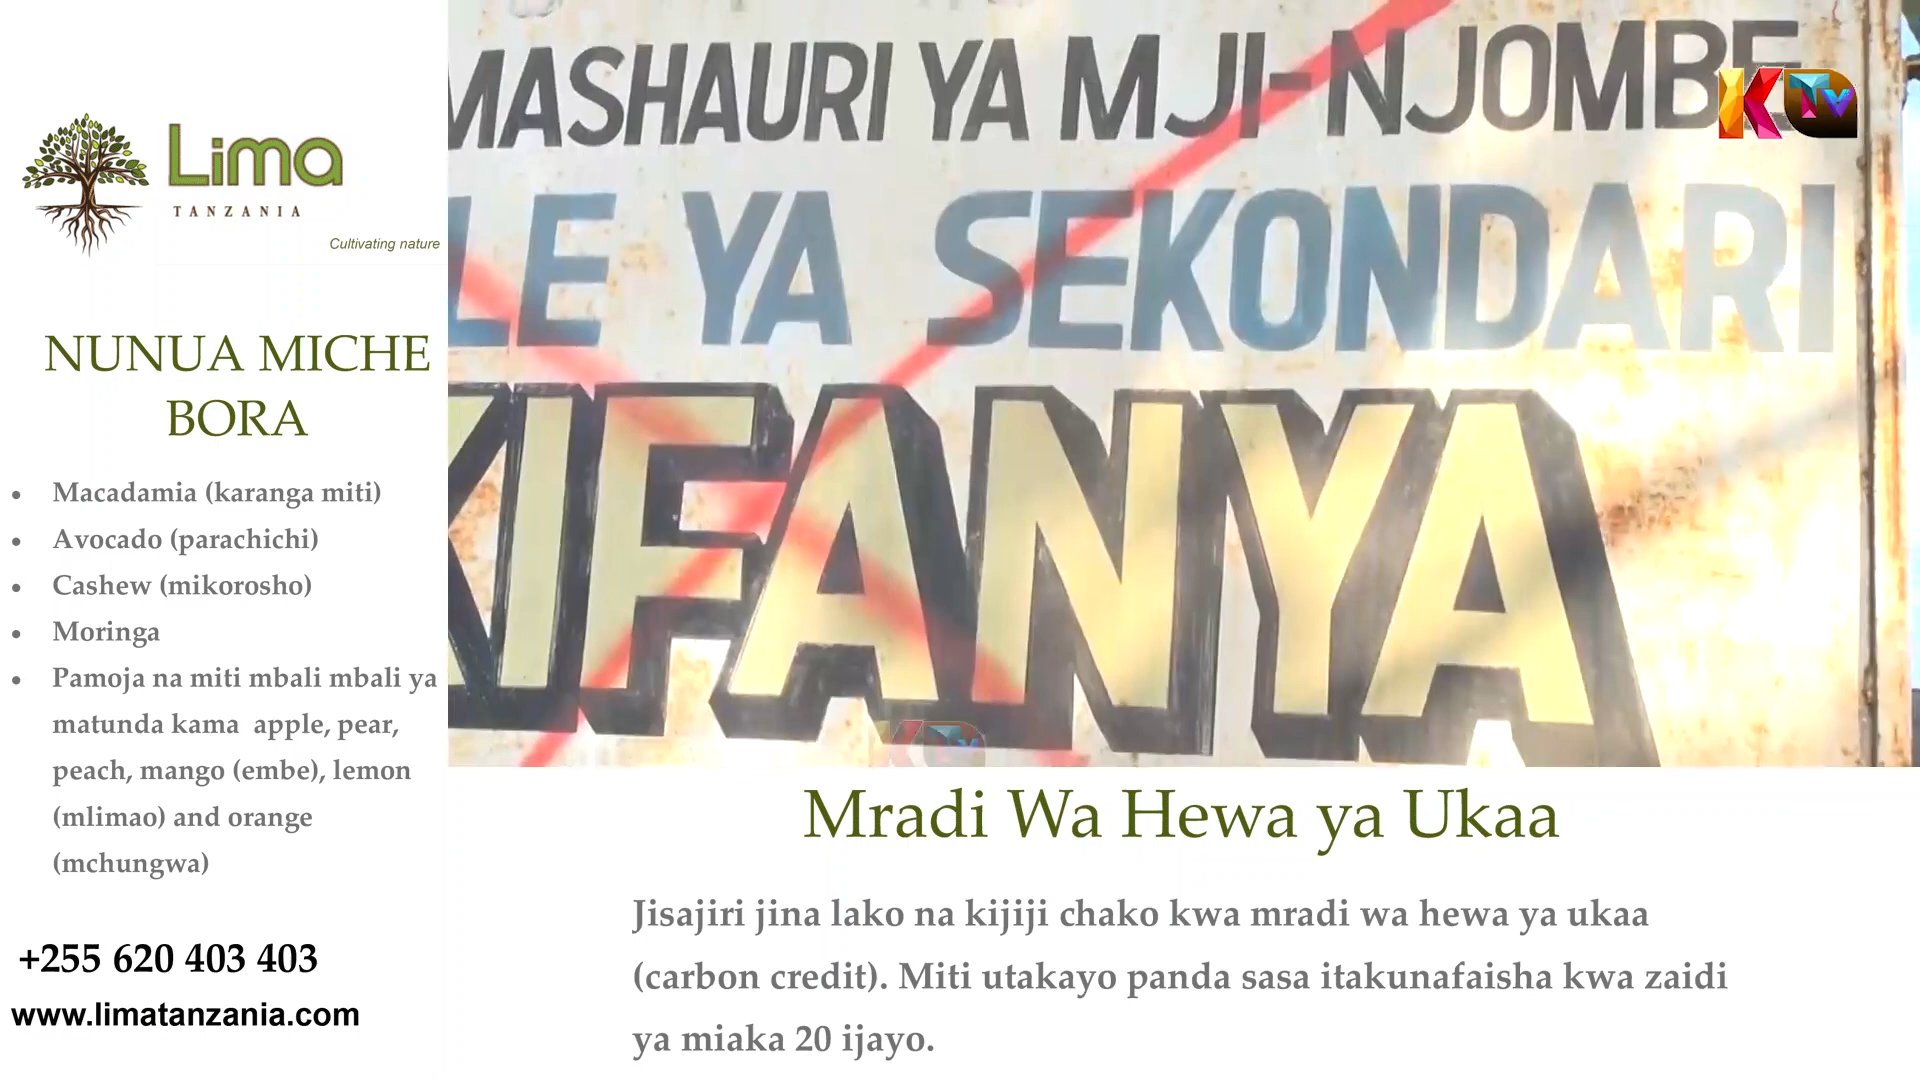 Lima
TANZANIA
Cultivating nature
NUNUA MICHE
BORA
• Macadamia (karanga miti)
• Avocado (parachichi)
• Cashew (mikorosho)
• Moringa
• Pamoja na miti mbali mbali ya
matunda kama apple, pear,
peach, mango (embe), lemon
(mlimao) and orange
(mchungwa)
+255 620 403 403
www.limatanzania.com
MASHAURI YA MJI-NJOMBE
KTV
LE YA SEKONDARI
KIFANYA
KTV
Mradi Wa Hewa ya Ukaa
Jisajiri jina lako na kijiji chako kwa mradi wa hewa ya ukaa
(carbon credit). Miti utakayo panda sasa itakunafaisha kwa zaidi
ya miaka 20 ijayo.